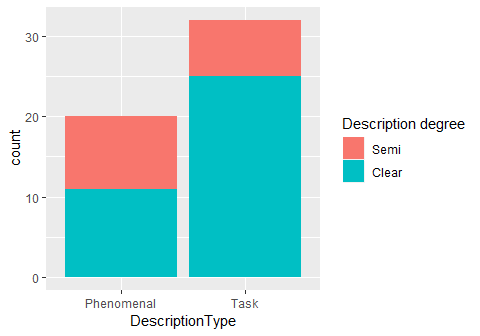 30
20
10
0
count
Phenomenal
Task
DescriptionType
Description degree
Semi
Clear